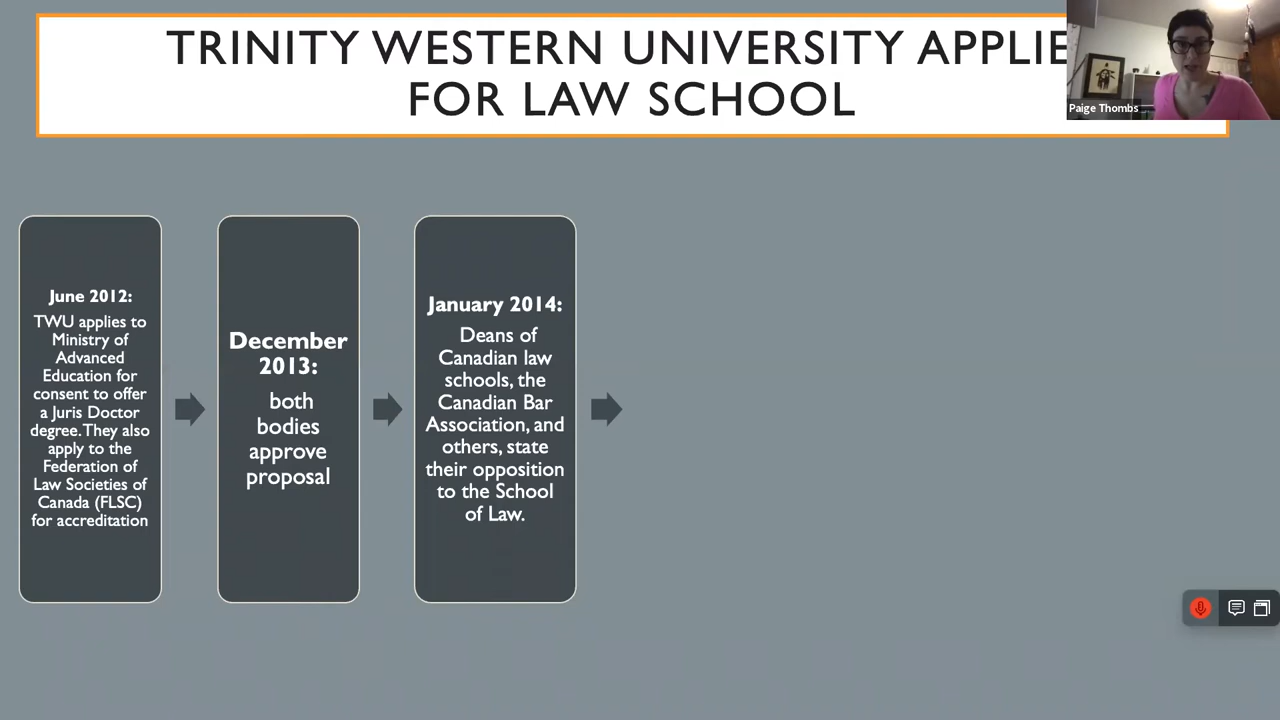 TRINITY WESTERN UNIVERSITY APPLIE
FOR LAW SCHOOL
Paige Thombs
June 2012:
TWU applies to
Ministry of
Advanced
Education for
consent to offer
a Juris Doctor
degree. They also
apply to the
Federation of
Law Societies of
Canada (FLSC)
for accreditation
December
2013:
both
bodies
approve
proposal
January 2014:
Deans of
Canadian law
schools, the
Canadian Bar
Association, and
others, state
their opposition
to the School
of Law.